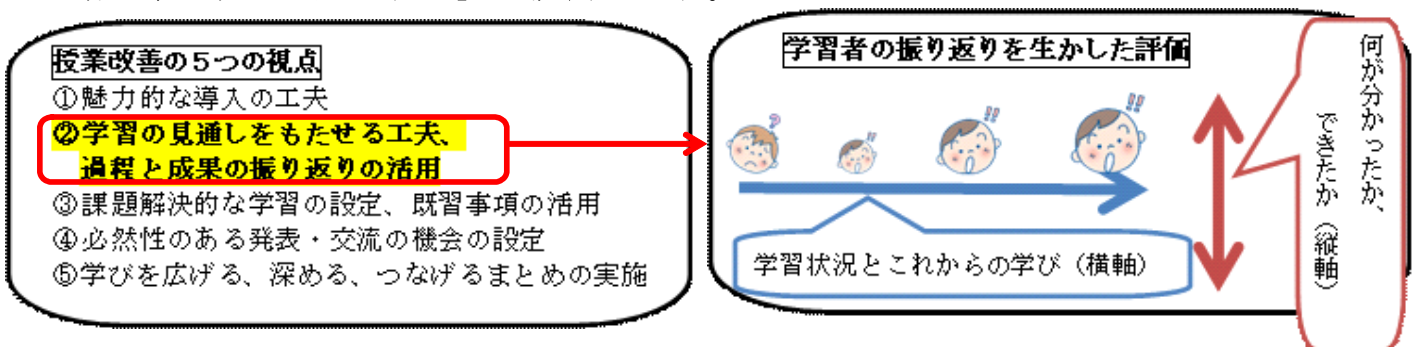 授業改善の5つの視点
①魅力的な導入の工夫
②学習の見通しをもたせる工夫、
過程と成果の振り返りの活用
③課題解決的な学習の設定、既習事項の活用
④必然性のある発表・交流の機会の設定
⑤学びを広げる、深める、つなげるまとめの実施
学習者の振り返りを生かした評価
?
!!
!!
!!
学習状況とこれからの学び(横軸)
何が分かったか、
できたか(縦軸)